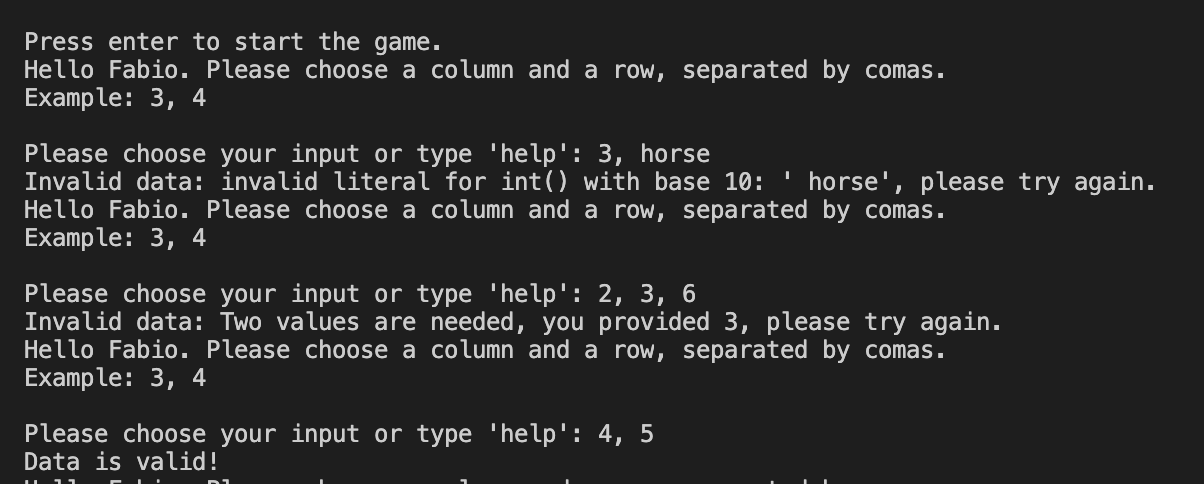 Press enter to start the game.
Hello Fabio. Please choose a column and a row, separated by comas.
Example: 3, 4
Please choose your input or type 'help': 3, horse
Invalid data: invalid literal for int() with base 10: ' horse', please try again.
Hello Fabio. Please choose a column and a row, separated by comas.
Example: 3, 4
Please choose your input or type 'help': 2, 3, 6
Invalid data: Two values are needed, you provided 3, please try again.
Hello Fabio. Please choose a column and a row, separated by comas.
Example: 3, 4
Please choose your input or type 'help': 4, 5
Data is valid!